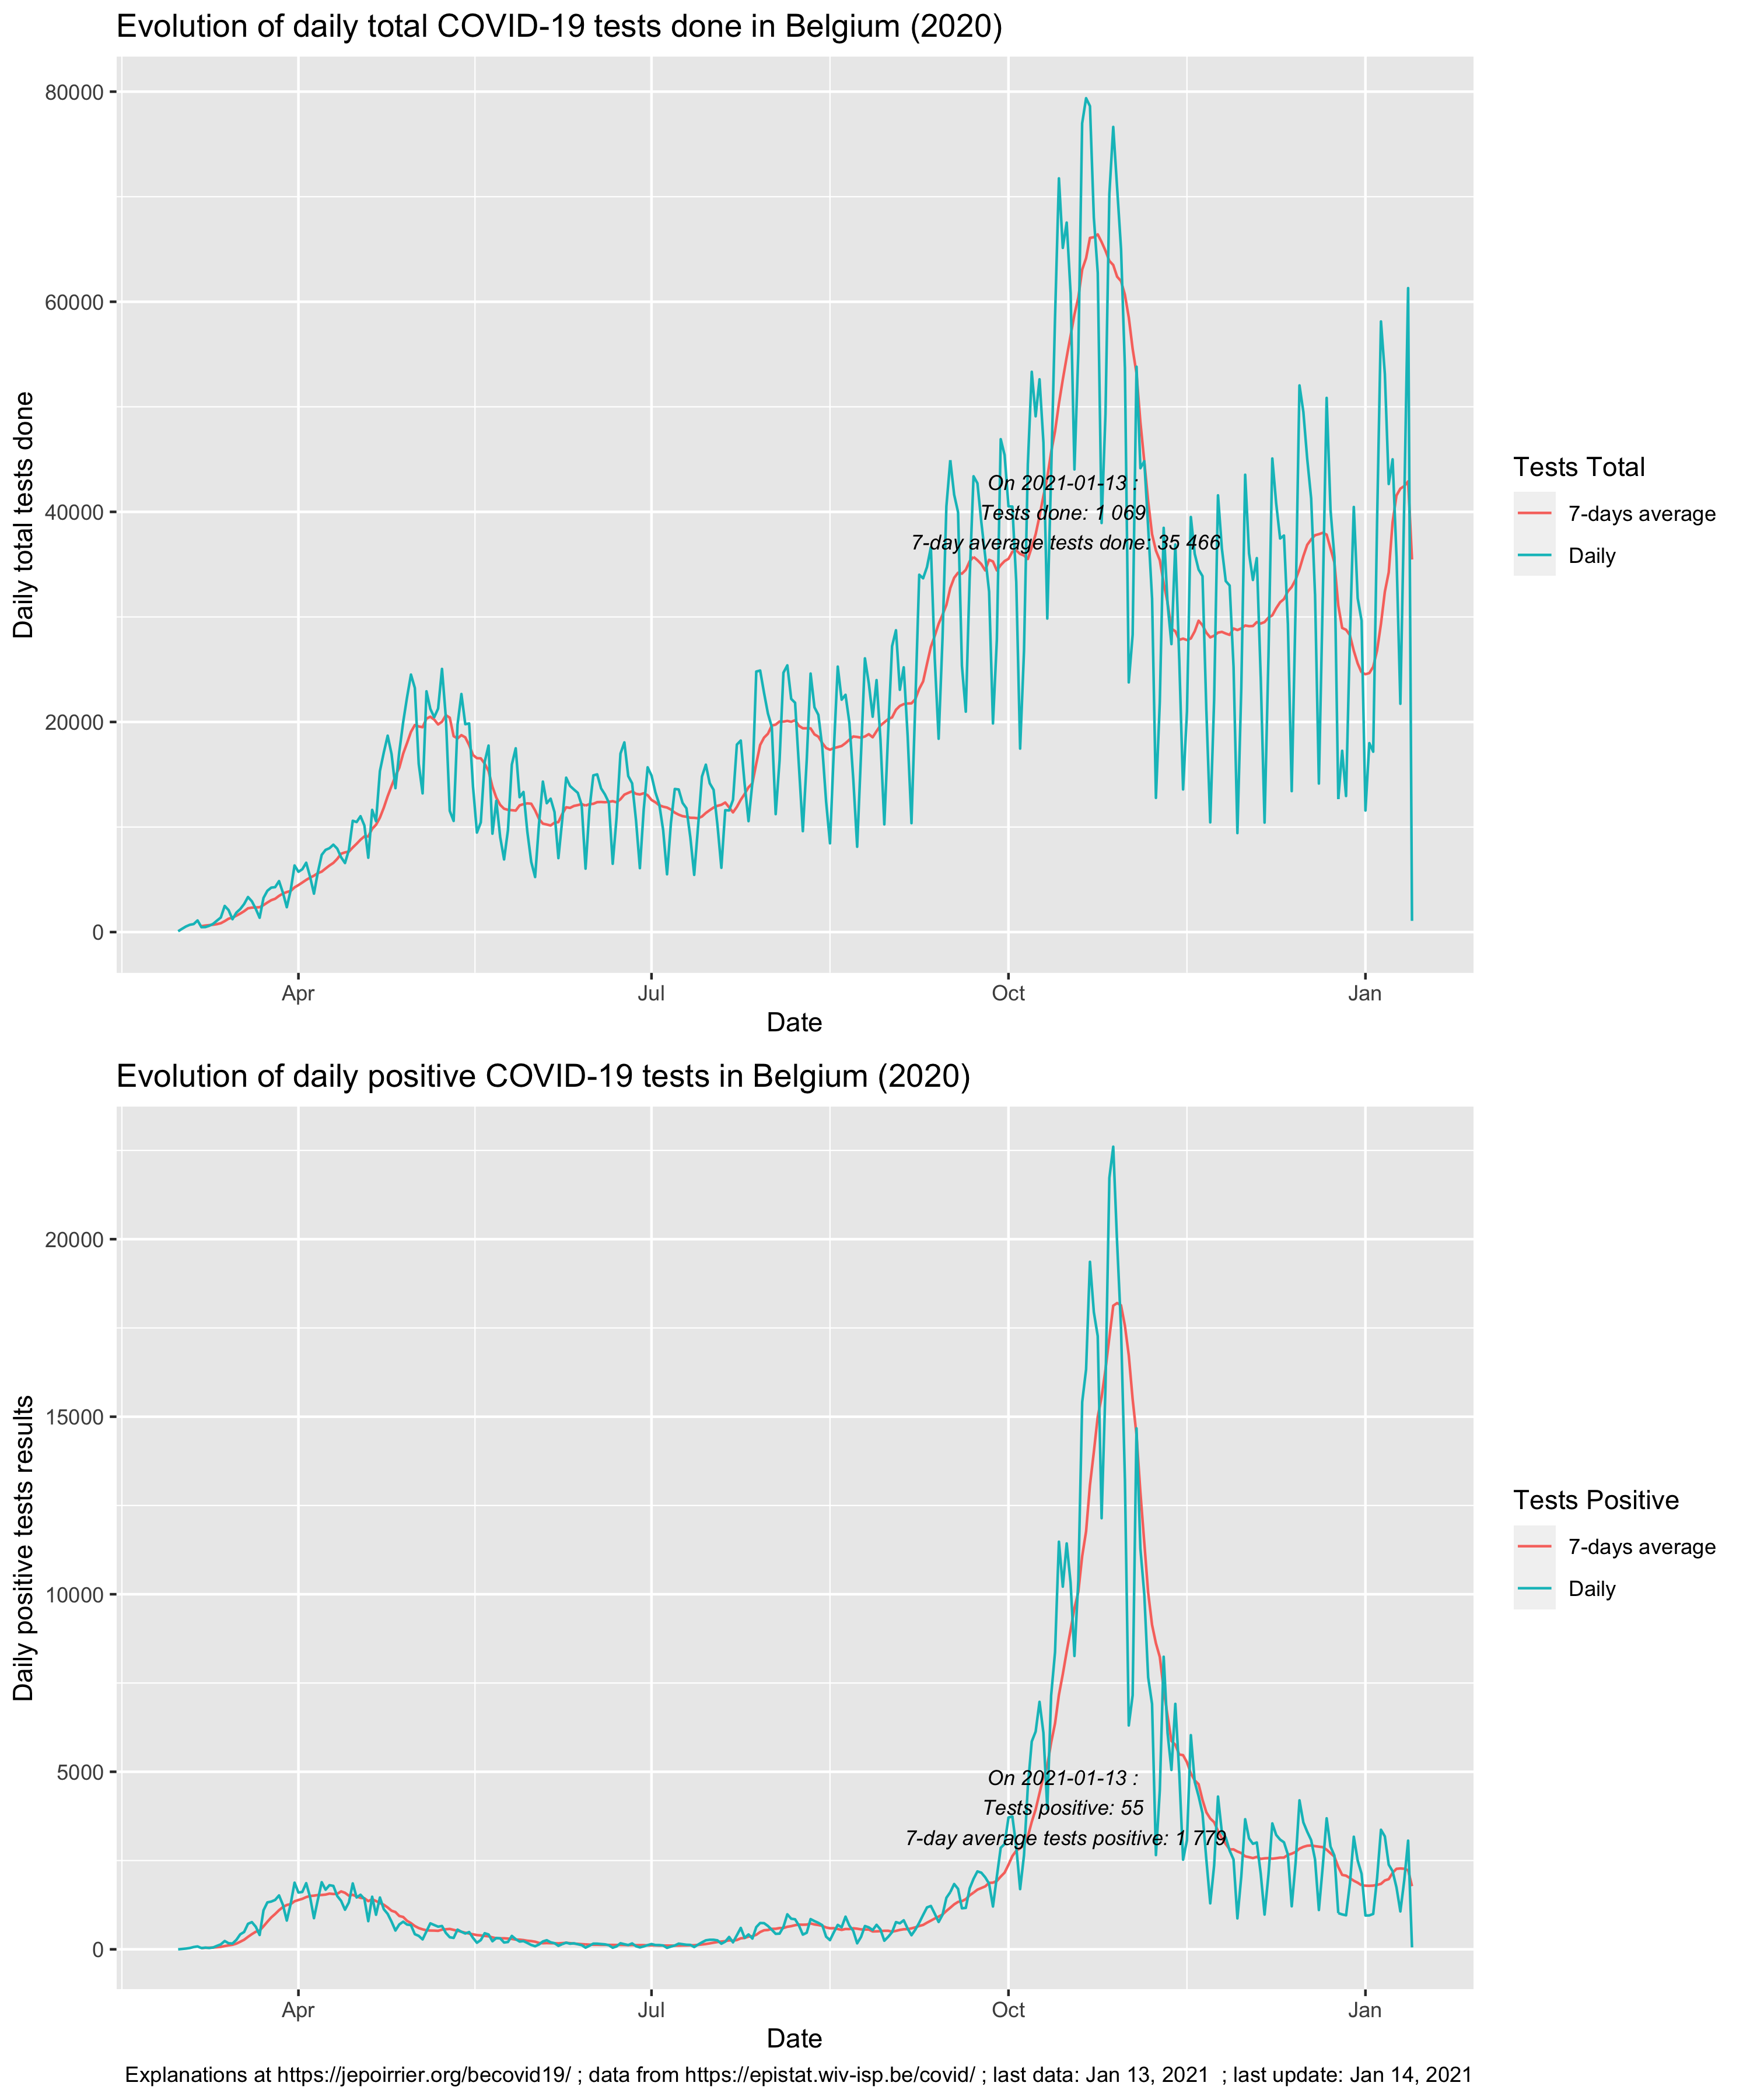 Evolution of daily total COVID-19 tests done in Belgium (2020)
80000
60000
40000
20000
0
Daily total tests done
On 2021-01-13 :
Tests done: 1 069
7-day average tests done: 35 466
Apr
Jul
Oct
Jan
Date
Tests Total
7-days average
Daily
Evolution of daily positive COVID-19 tests in Belgium (2020)
20000
15000
10000
5000
0
Daily positive tests results
On 2021-01-13 :
Tests positive: 55
7-day average tests positive: 1 779
Apr
Jul
Oct
Jan
Date
Tests Positive
7-days average
Daily
Explanations at https://jepoirrier.org/becovid19/ ; data from https://epistat.wiv-isp.be/covid/ ; last data: Jan 13, 2021 ; last update: Jan 14, 2021